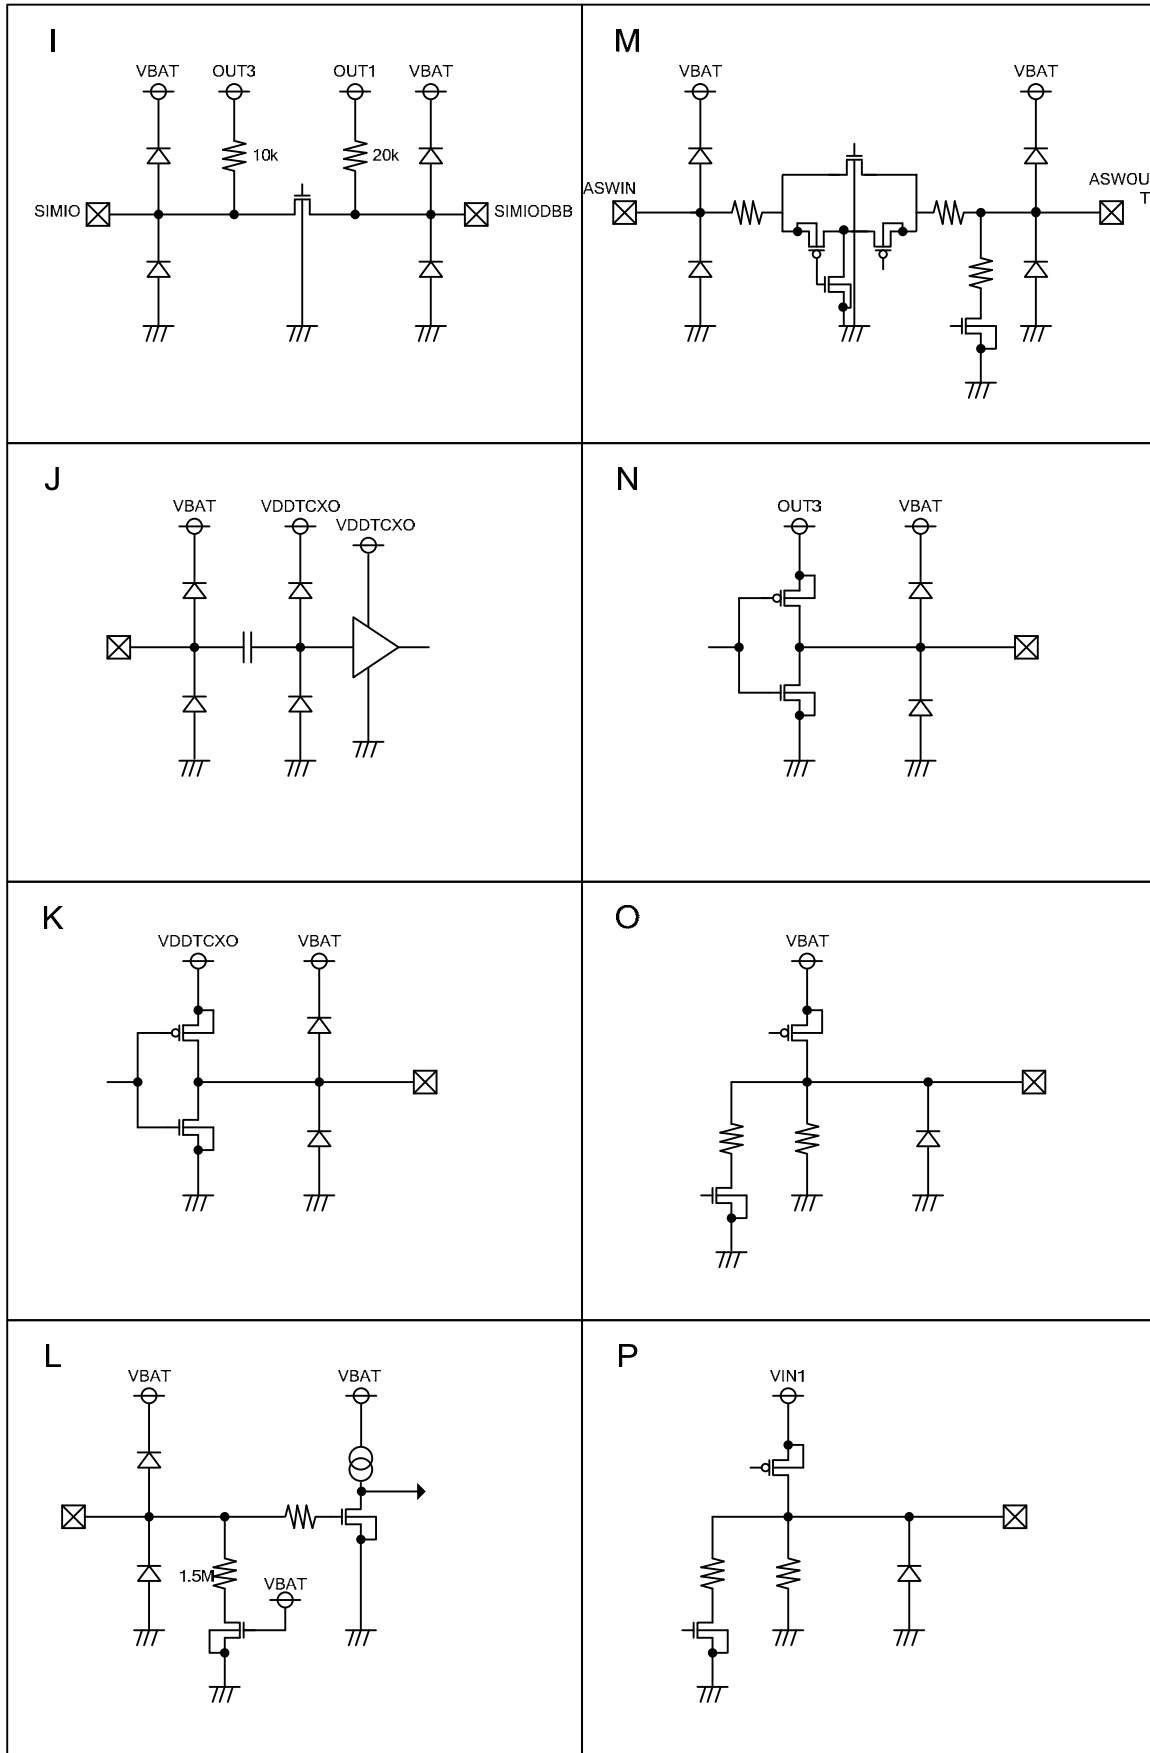 I
VBAT OUT3 OUT1 VBAT
10k 20k
SIMIO SIMIODBB
M
VBAT VBAT
ASWIN ASWOU
T
J
VBAT VDDTCXO
VDDTCXO
N
OUT3 VBAT
K
VDDTCXO VBAT
O
VBAT
L
VBAT VBAT
1.5M
VBAT
P
VIN1